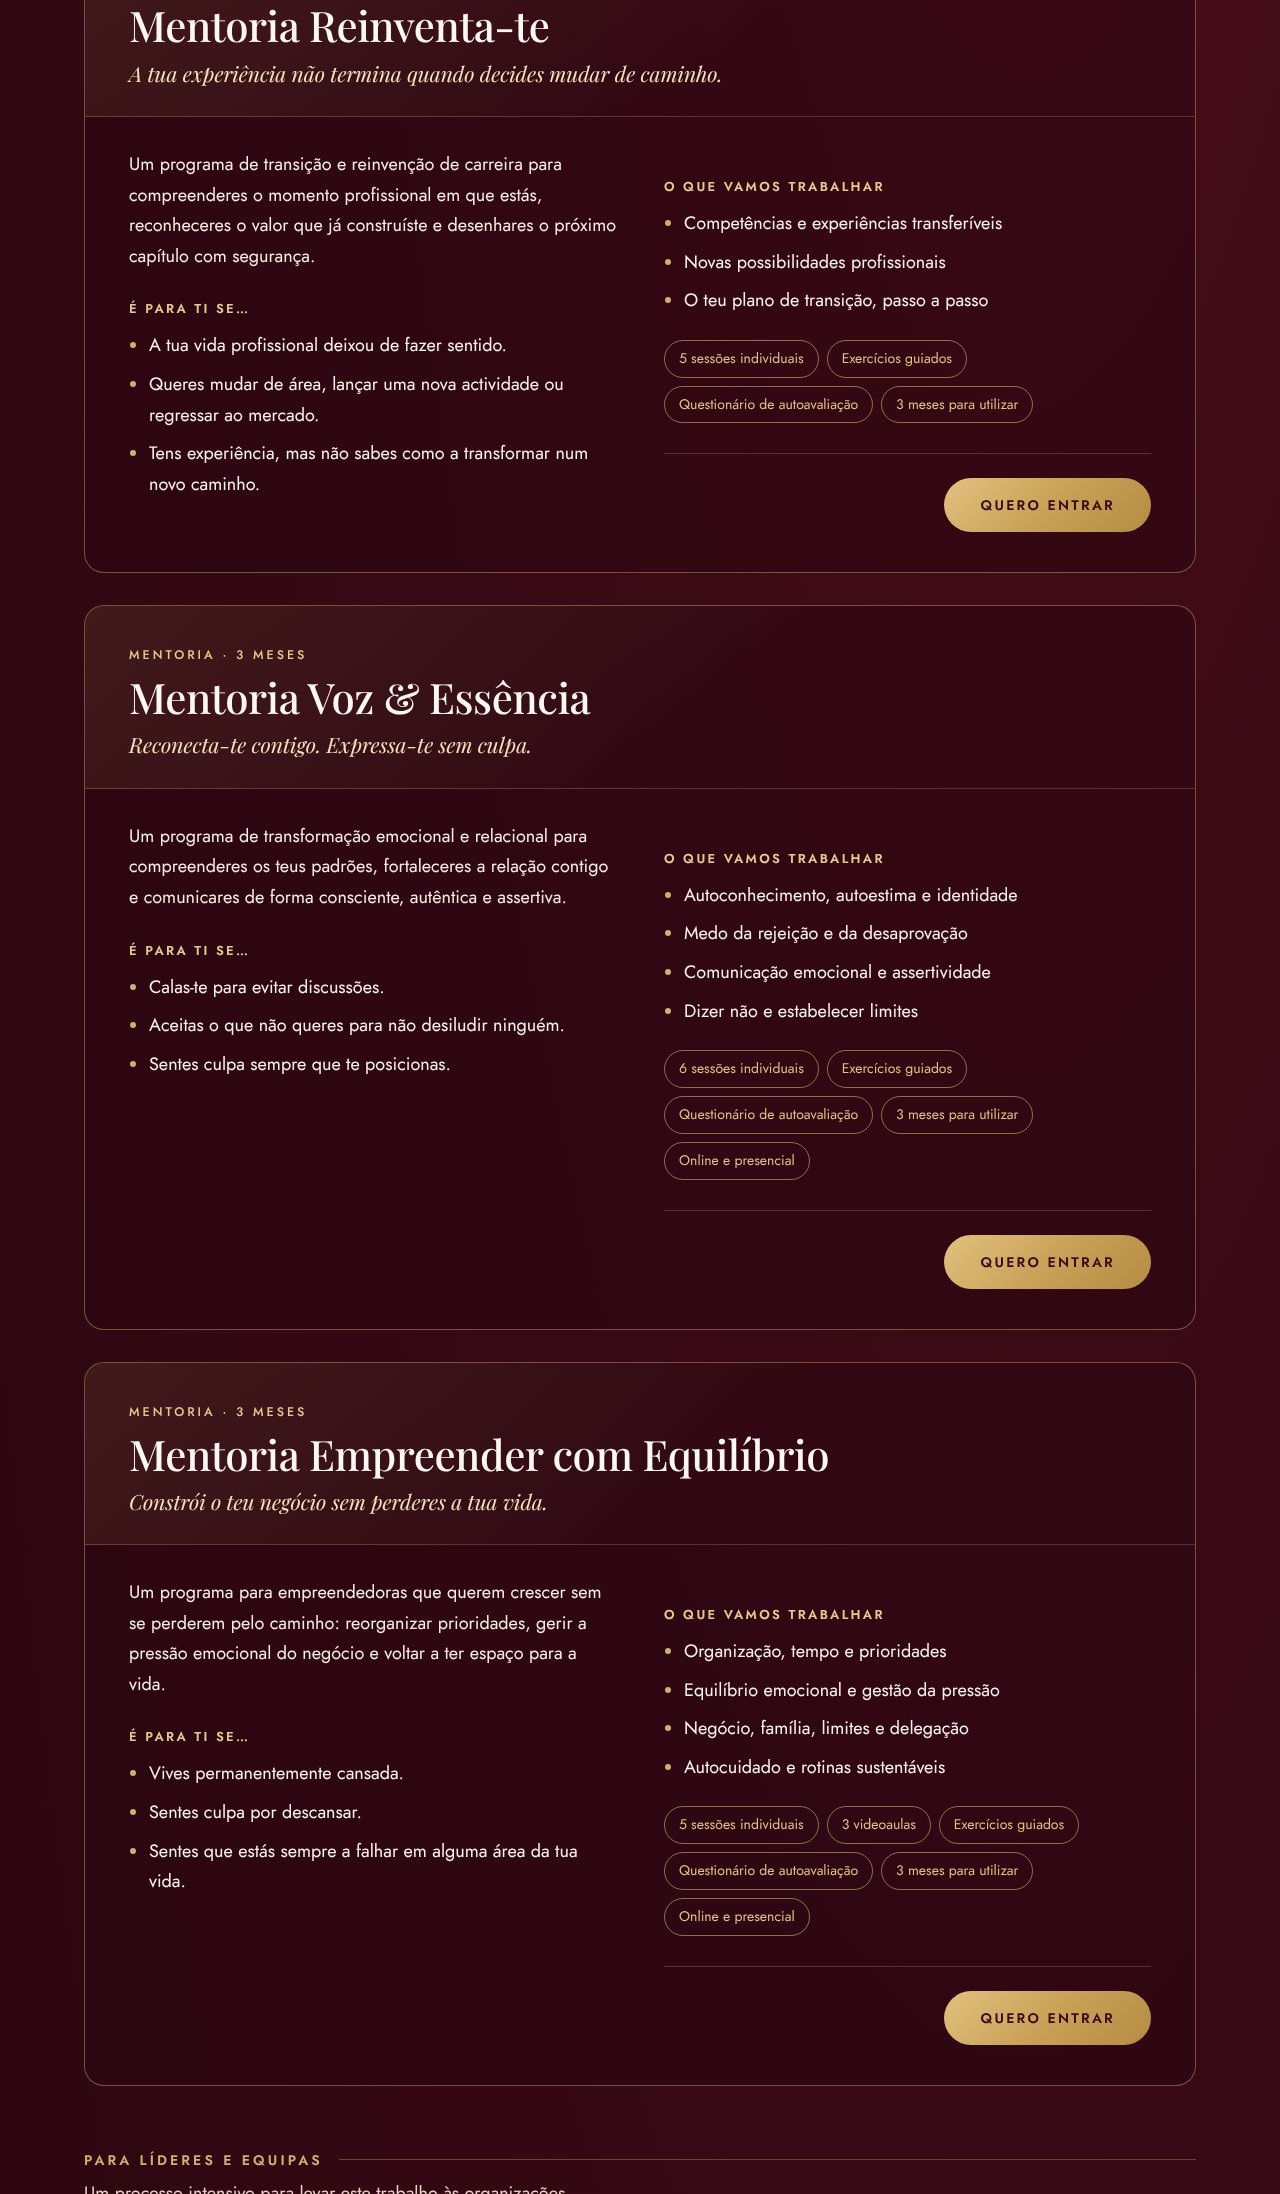 Mentoria Reinventa-te
A tua experiência não termina quando decides mudar de caminho.
Um programa de transição e reinvenção de carreira para
compreenderes o momento profissional em que estás,
reconheceres o valor que já construíste e desenhares o próximo
capítulo com segurança.
É PARA TI SE…
A tua vida profissional deixou de fazer sentido.
Queres mudar de área, lançar uma nova actividade ou
regressar ao mercado.
Tens experiência, mas não sabes como a transformar num
novo caminho.
O QUE VAMOS TRABALHAR
Competências e experiências transferíveis
Novas possibilidades profissionais
O teu plano de transição, passo a passo
5 sessões individuais
Exercícios guiados
Questionário de autoavaliação
3 meses para utilizar
QUERO ENTRAR
MENTORIA · 3 MESES
Mentoria Voz & Essência
Reconecta-te contigo. Expressa-te sem culpa.
Um programa de transformação emocional e relacional para
compreenderes os teus padrões, fortaleceres a relação contigo
e comunicares de forma consciente, autêntica e assertiva.
É PARA TI SE…
Calas-te para evitar discussões.
Aceitas o que não queres para não desiludir ninguém.
Sentes culpa sempre que te posicionas.
O QUE VAMOS TRABALHAR
Autoconhecimento, autoestima e identidade
Medo da rejeição e da desaprovação
Comunicação emocional e assertividade
Dizer não e estabelecer limites
6 sessões individuais
Exercícios guiados
Questionário de autoavaliação
3 meses para utilizar
Online e presencial
QUERO ENTRAR
MENTORIA · 3 MESES
Mentoria Empreender com Equilíbrio
Constrói o teu negócio sem perderes a tua vida.
Um programa para empreendedoras que querem crescer sem
se perderem pelo caminho: reorganizar prioridades, gerir a
pressão emocional do negócio e voltar a ter espaço para a
vida.
É PARA TI SE…
Vives permanentemente cansada.
Sentes culpa por descansar.
Sentes que estás sempre a falhar em alguma área da tua
vida.
O QUE VAMOS TRABALHAR
Organização, tempo e prioridades
Equilíbrio emocional e gestão da pressão
Negócio, família, limites e delegação
Autocuidado e rotinas sustentáveis
5 sessões individuais
3 videoaulas
Exercícios guiados
Questionário de autoavaliação
3 meses para utilizar
Online e presencial
QUERO ENTRAR
PARA LÍDERES E EQUIPAS
Um processo intensivo para levar este trabalho às organizações